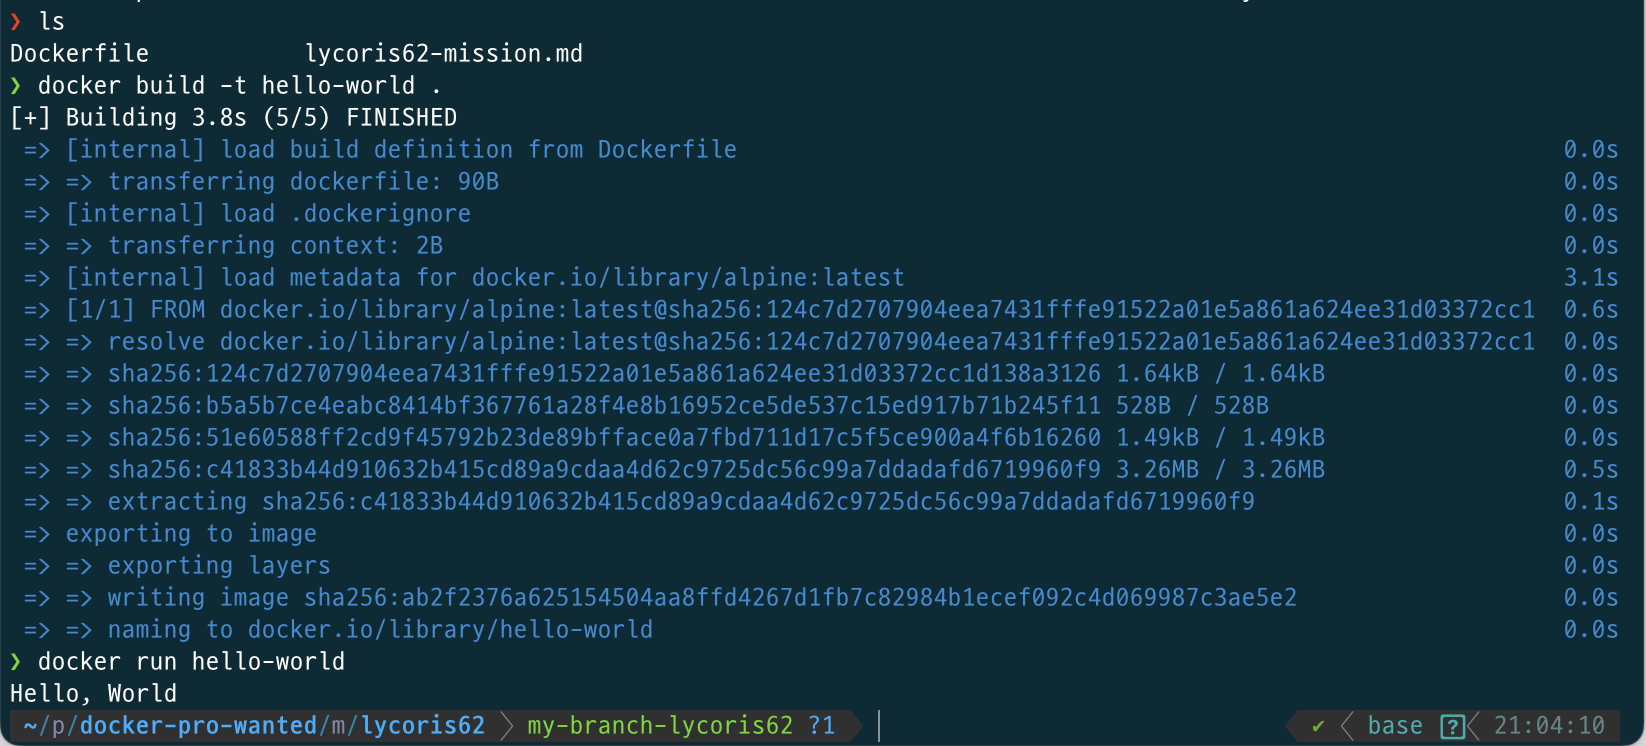 ❯ ls
Dockerfile           lycoris62-mission.md
❯ docker build -t hello-world .
[+] Building 3.8s (5/5) FINISHED
 => [internal] load build definition from Dockerfile 0.0s
 => => transferring dockerfile: 90B 0.0s
 => [internal] load .dockerignore 0.0s
 => => transferring context: 2B 0.0s
 => [internal] load metadata for docker.io/library/alpine:latest 3.1s
 => [1/1] FROM docker.io/library/alpine:latest@sha256:124c7d2707904eea7431fffe91522a01e5a861a624ee31d03372cc1 0.6s
 => => resolve docker.io/library/alpine:latest@sha256:124c7d2707904eea7431fffe91522a01e5a861a624ee31d03372cc1 0.0s
 => => sha256:124c7d2707904eea7431fffe91522a01e5a861a624ee31d03372cc1d138a3126 1.64kB / 1.64kB 0.0s
 => => sha256:b5a5b7ce4eabc8414bf367761a28f4e8b16952ce5de537c15ed917b71b245f11 528B / 528B 0.0s
 => => sha256:51e60588ff2cd9f45792b23de89bfface0a7fbd711d17c5f5ce900a4f6b16260 1.49kB / 1.49kB 0.0s
 => => sha256:c41833b44d910632b415cd89a9cdaa4d62c9725dc56c99a7ddadafd6719960f9 3.26MB / 3.26MB 0.5s
 => => extracting sha256:c41833b44d910632b415cd89a9cdaa4d62c9725dc56c99a7ddadafd6719960f9 0.1s
 => exporting to image 0.0s
 => => exporting layers 0.0s
 => => writing image sha256:ab2f2376a625154504aa8ffd4267d1fb7c82984b1ecef092c4d069987c3ae5e2 0.0s
 => => naming to docker.io/library/hello-world 0.0s
❯ docker run hello-world
Hello, World
~/p/docker-pro-wanted/m/lycoris62 my-branch-lycoris62 ?1 ✔ base ? 21:04:10